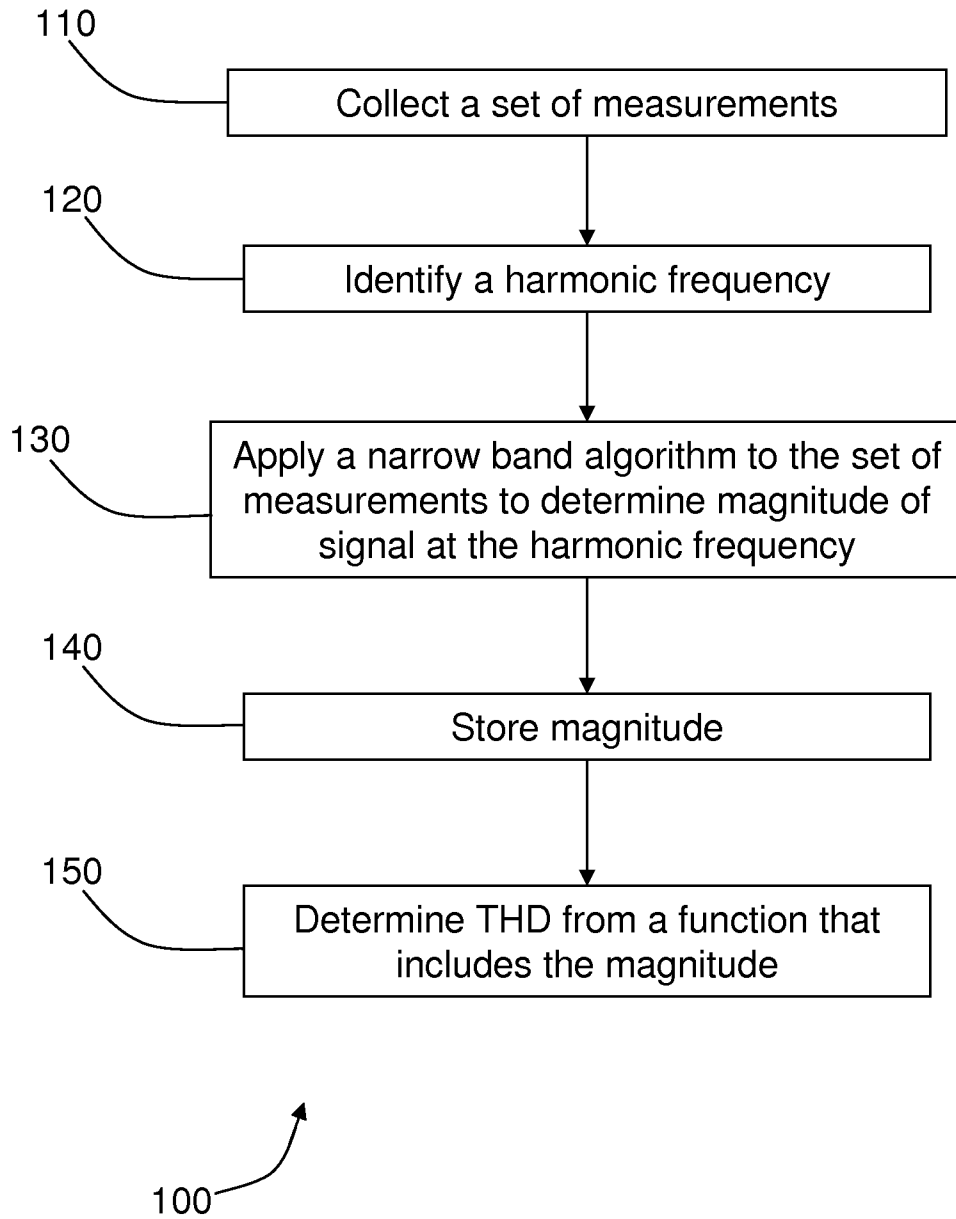 110
Collect a set of measurements
120
Identify a harmonic frequency
130
Apply a narrow band algorithm to the set of
measurements to determine magnitude of
signal at the harmonic frequency
140
Store magnitude
150
Determine THD from a function that
includes the magnitude
100